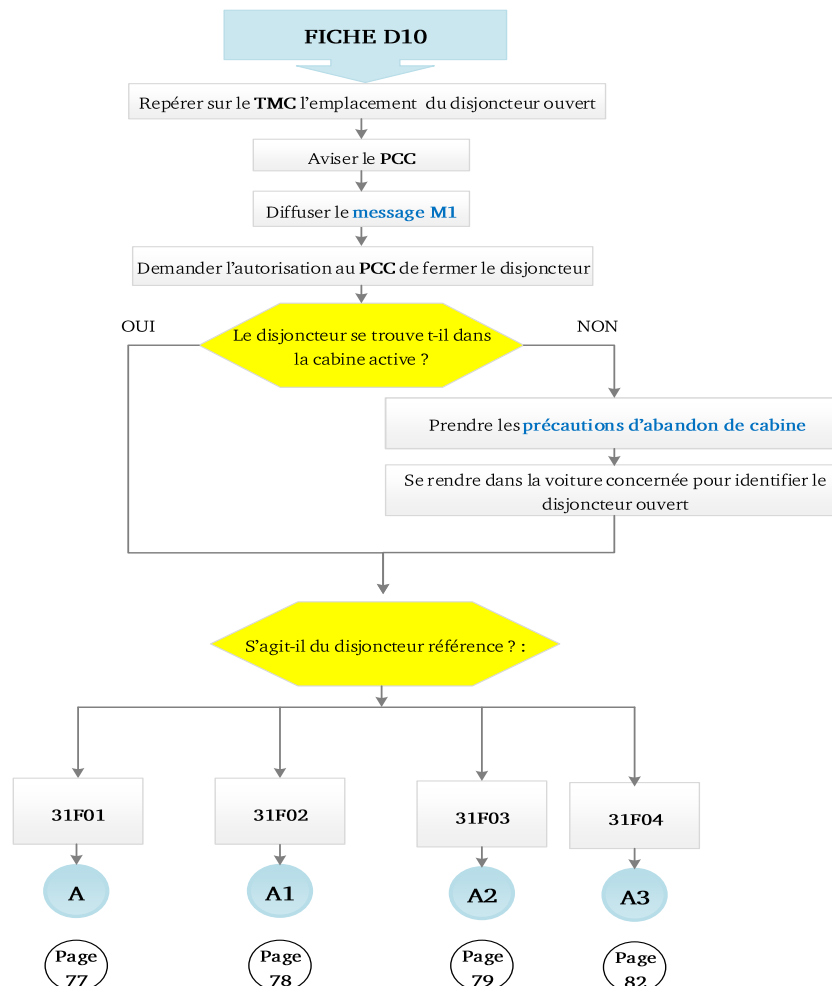 FICHE D10
Repérer sur le TMC l'emplacement du disjoncteur ouvert
Aviser le PCC
Diffuser le message M1
Demander l'autorisation au PCC de fermer le disjoncteur
OUI
NON
Le disjoncteur se trouve t-il dans
la cabine active ?
Prendre les précautions d'abandon de cabine
Se rendre dans la voiture concernée pour identifier le
disjoncteur ouvert
S'agit-il du disjoncteur référence ? :
31F01
31F02
31F03
31F04
A
A1
A2
A3
Page
77
Page
78
Page
79
Page
82